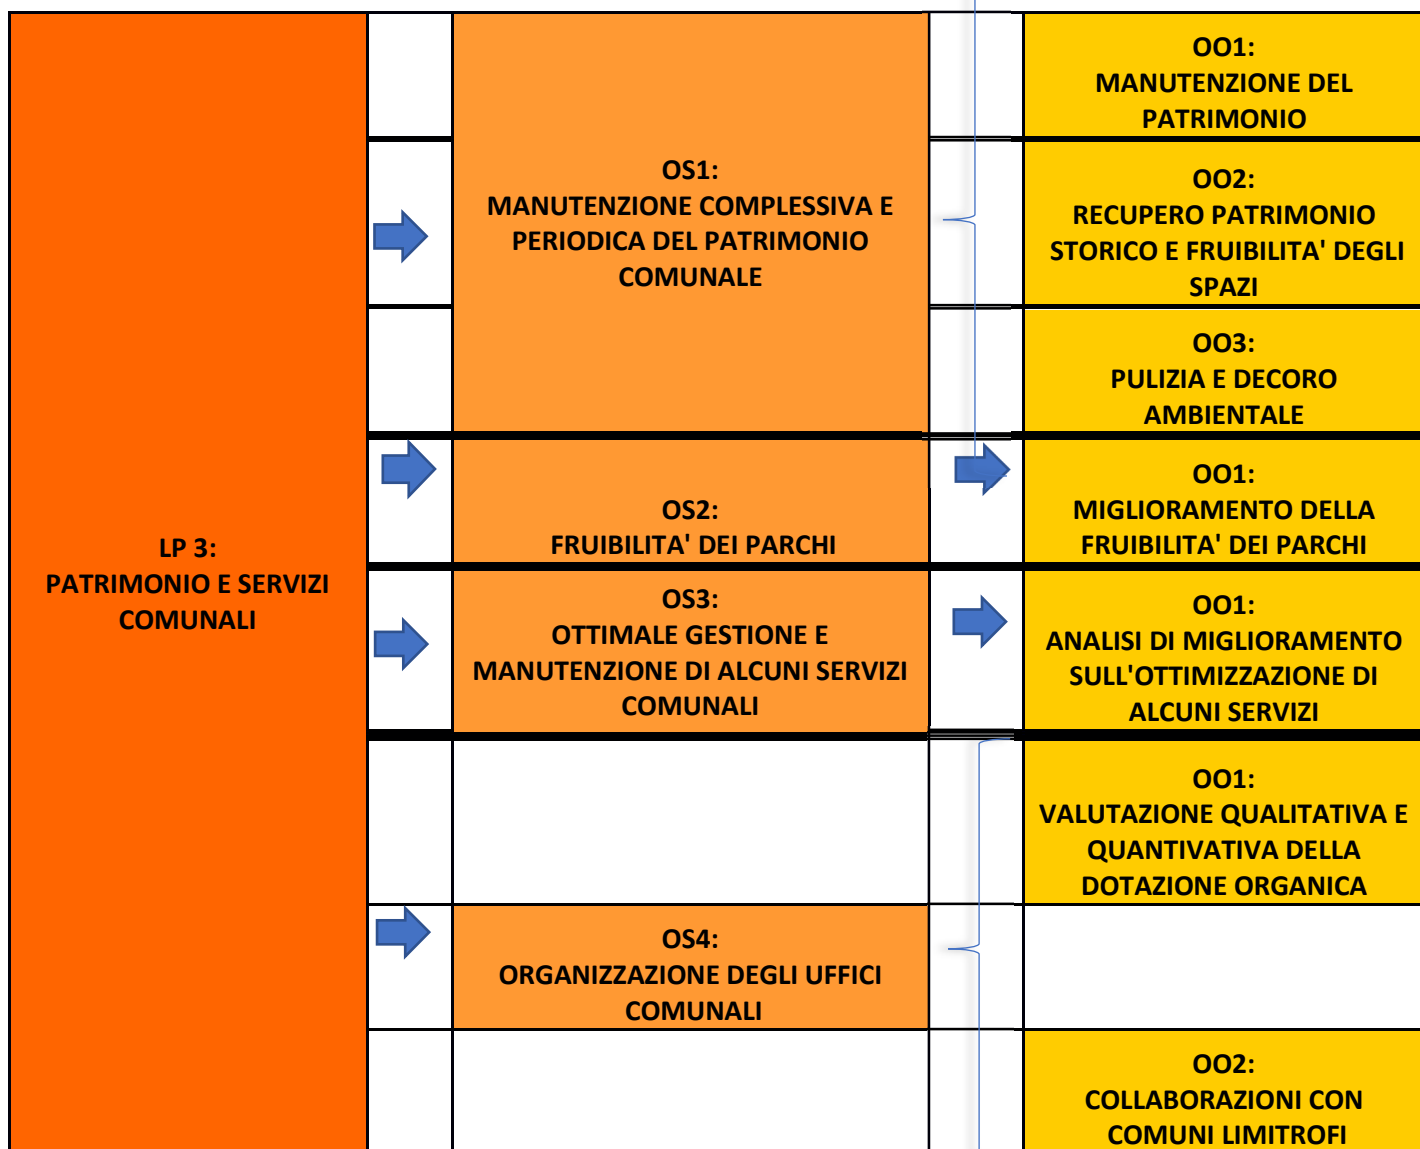 LP 3:
PATRIMONIO E SERVIZI
COMUNALI
OS1:
MANUTENZIONE COMPLESSIVA E
PERIODICA DEL PATRIMONIO
COMUNALE
OO1:
MANUTENZIONE DEL
PATRIMONIO
OO2:
RECUPERO PATRIMONIO
STORICO E FRUIBILITA' DEGLI
SPAZI
OO3:
PULIZIA E DECORO
AMBIENTALE
OS2:
FRUIBILITA' DEI PARCHI
OO1:
MIGLIORAMENTO DELLA
FRUIBILITA' DEI PARCHI
OS3:
OTTIMALE GESTIONE E
MANUTENZIONE DI ALCUNI SERVIZI
COMUNALI
OO1:
ANALISI DI MIGLIORAMENTO
SULL'OTTIMIZZAZIONE DI
ALCUNI SERVIZI
OS4:
ORGANIZZAZIONE DEGLI UFFICI
COMUNALI
OO1:
VALUTAZIONE QUALITATIVA E
QUANTIVATIVA DELLA
DOTAZIONE ORGANICA
OO2:
COLLABORAZIONI CON
COMUNI LIMITROFI